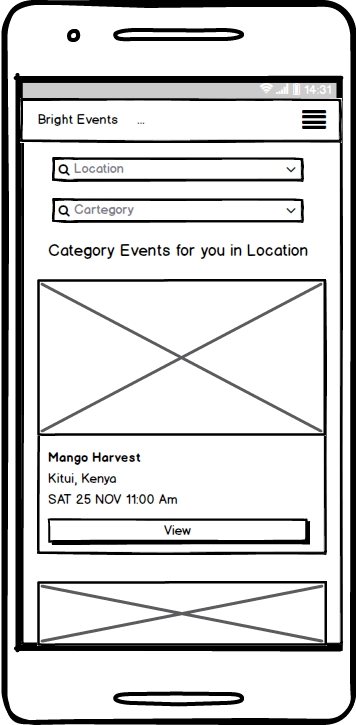 14:31
Bright Events ...
Location
Cartegory
Category Events for you in Location
Mango Harvest
Kitui, Kenya
SAT 25 NOV 11:00 Am
View